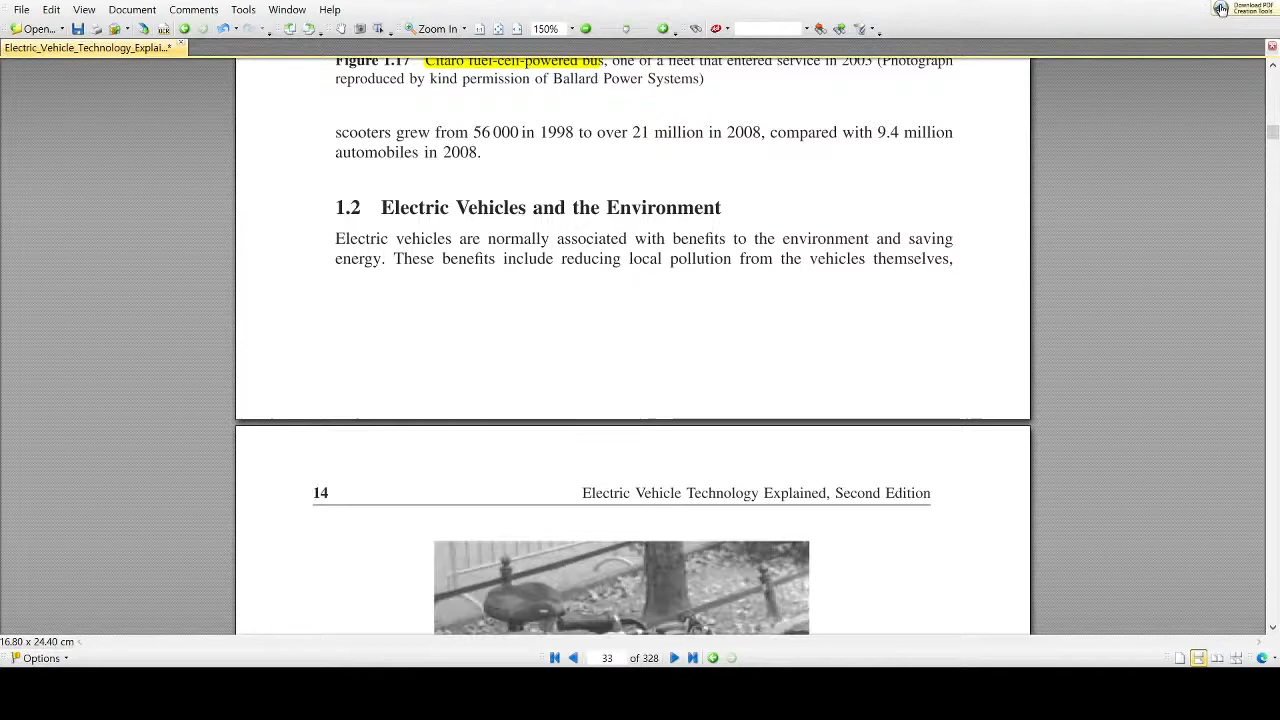 File Edit View Document Comments Tools Window Help
Download PDF
Creation Tools
Open...
OCR
Zoom In
150%
Electric_Vehicle_Technology_Explai...*
Figure 1.17 Citaro fuel-cell-powered bus, one of a fleet that entered service in 2003 (Photograph
reproduced by kind permission of Ballard Power Systems)
scooters grew from 56 000 in 1998 to over 21 million in 2008, compared with 9.4 million
automobiles in 2008.
1.2 Electric Vehicles and the Environment
Electric vehicles are normally associated with benefits to the environment and saving
energy. These benefits include reducing local pollution from the vehicles themselves,
14 Electric Vehicle Technology Explained, Second Edition
16.80 x 24.40 cm
Options
33 of 328